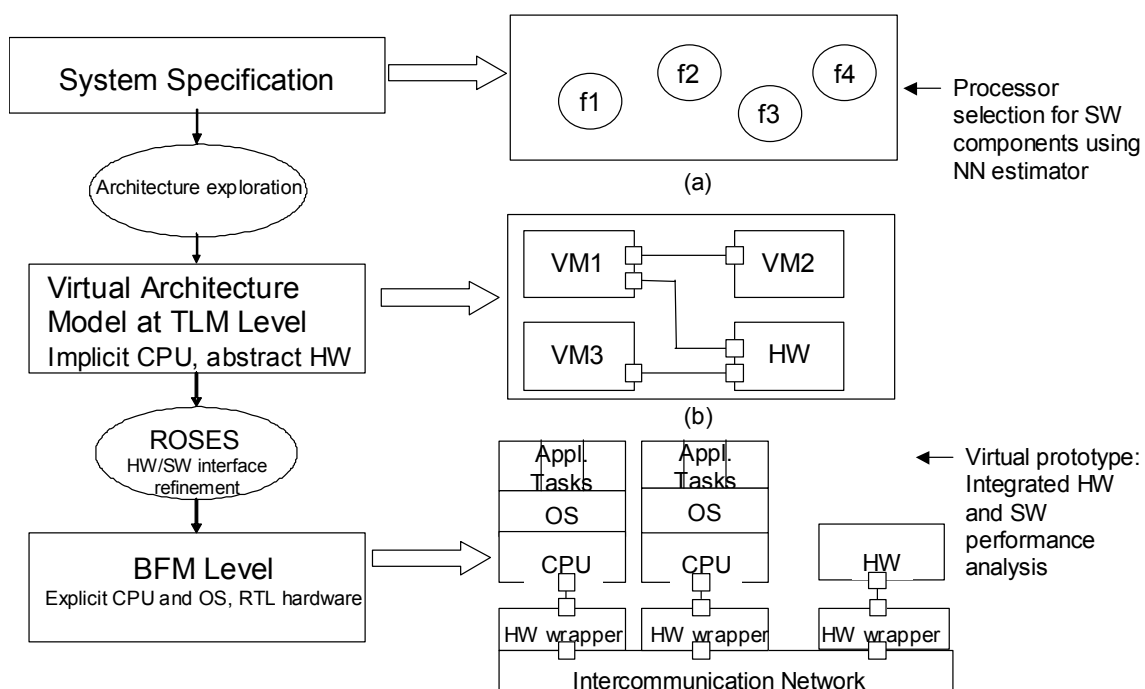 System Specification
f1
f2
f3
f4
Processor
selection for SW
components using
NN estimator
(a)
Architecture exploration
Virtual Architecture
Model at TLM Level
Implicit CPU, abstract HW
VM1
VM2
VM3
HW
(b)
ROSES
HW/SW interface
refinement
BFM Level
Explicit CPU and OS, RTL hardware
Appl.
Tasks
OS
CPU
HW wrapper
Appl.
Tasks
OS
CPU
HW wrapper
HW
HW wrapper
Intercommunication Network
Virtual prototype:
Integrated HW
and SW
performance
analysis